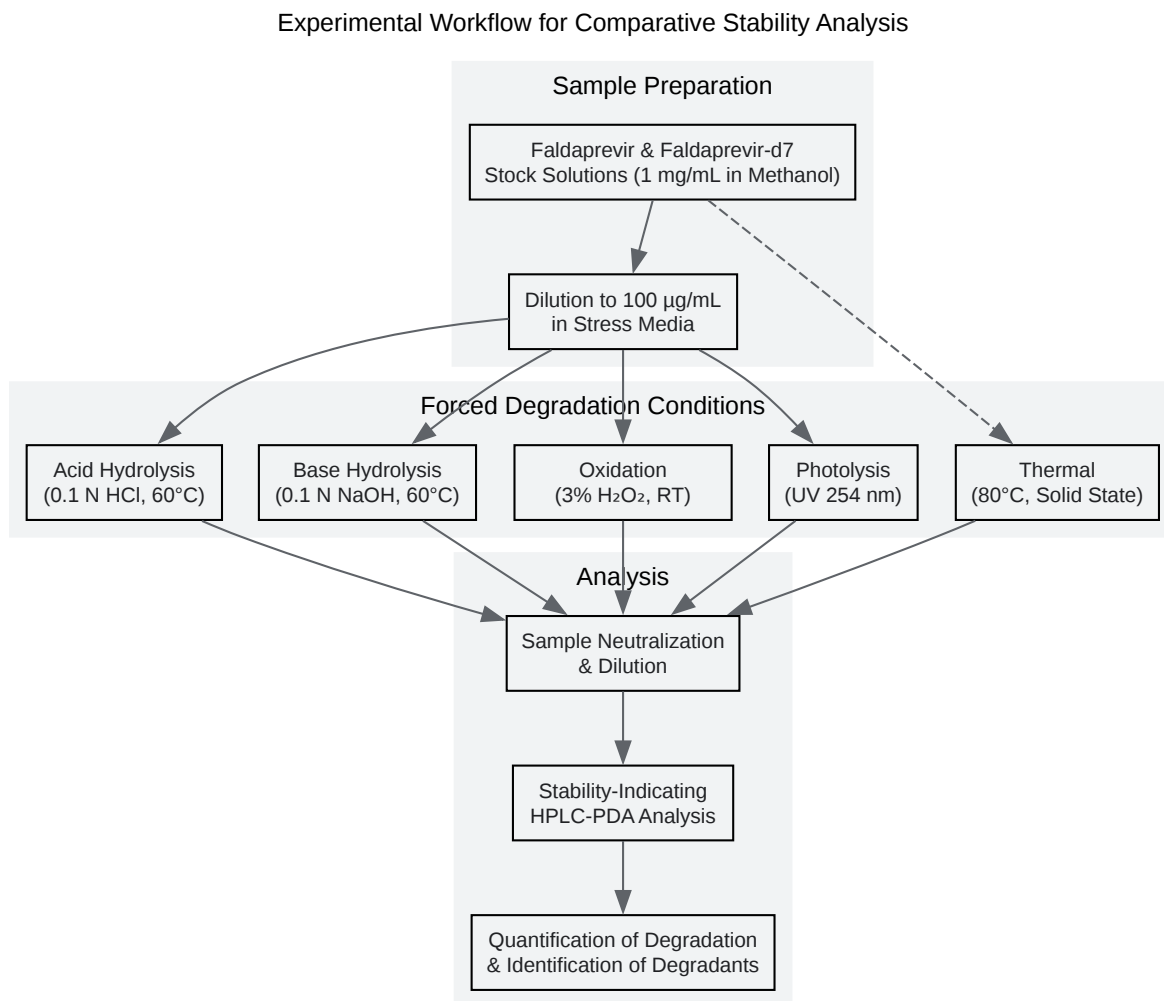 Experimental Workflow for Comparative Stability Analysis
Sample Preparation
Faldaprevir & Faldaprevir-d7
Stock Solutions (1 mg/mL in Methanol)
Dilution to 100 µg/mL
in Stress Media
Forced Degradation Conditions
Acid Hydrolysis
(0.1 N HCl, 60°C)
Base Hydrolysis
(0.1 N NaOH, 60°C)
Oxidation
(3% H₂O₂, RT)
Photolysis
(UV 254 nm)
Thermal
(80°C, Solid State)
Analysis
Sample Neutralization
& Dilution
Stability-Indicating
HPLC-PDA Analysis
Quantification of Degradation
& Identification of Degradants